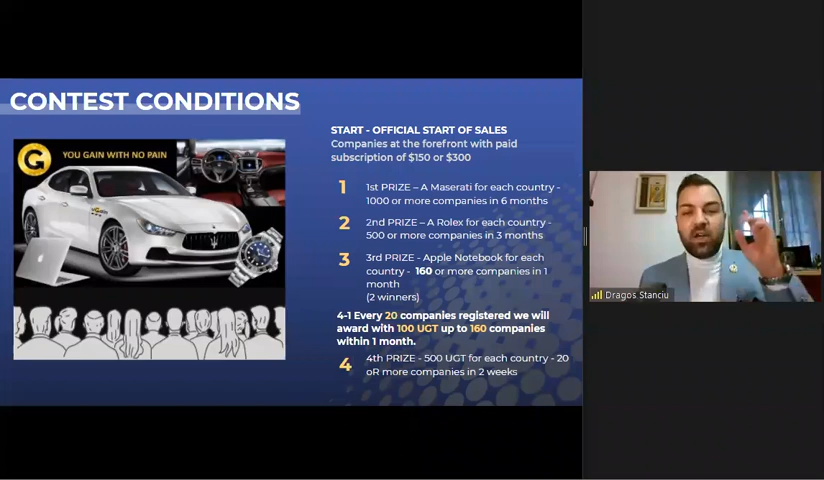 CONTEST CONDITIONS
G YOU GAIN WITH NO PAIN
START - OFFICIAL START OF SALES
Companies at the forefront with paid
subscription of $150 or $300
1 1st PRIZE – A Maserati for each country -
1000 or more companies in 6 months
2 2nd PRIZE – A Rolex for each country -
500 or more companies in 3 months
3 3rd PRIZE - Apple Notebook for each
country - 160 or more companies in 1
month
(2 winners)
4-1 Every 20 companies registered we will
award with 100 UGT up to 160 companies
within 1 month.
4 4th PRIZE - 500 UGT for each country - 20
oR more companies in 2 weeks
Dragos Stanciu